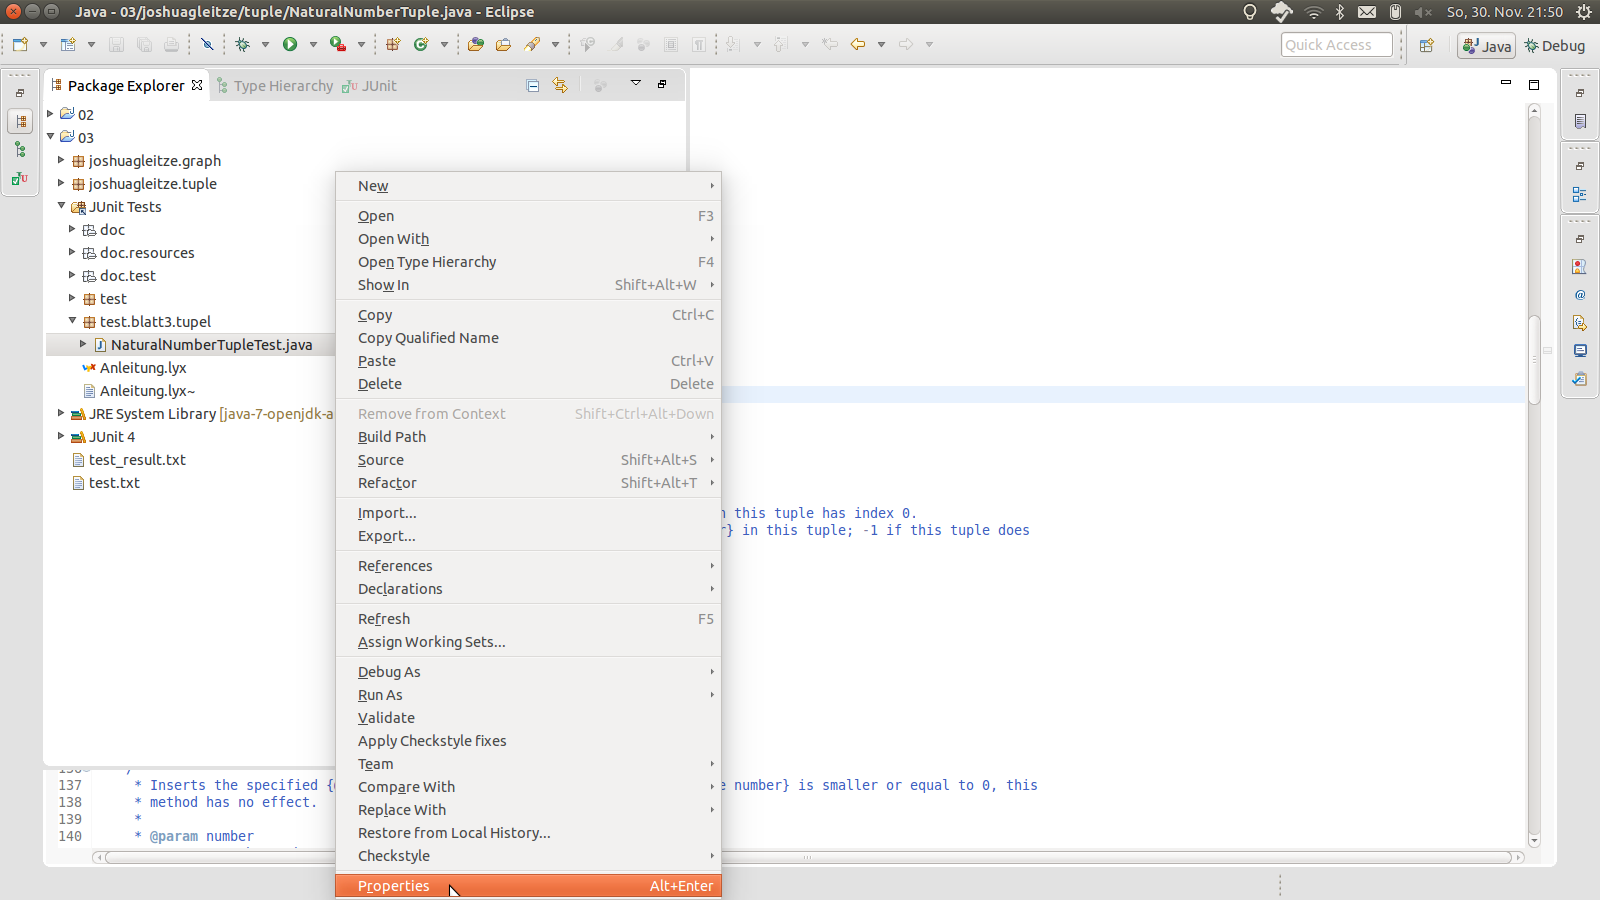 Java - 03/joshuagleitze/tuple/NaturalNumberTuple.java - Eclipse
So, 30. Nov. 21:50
Quick Access
Java
Debug
Package Explorer
Type Hierarchy
JUnit
02
03
joshuagleitze.graph
joshuagleitze.tuple
JUnit Tests
doc
doc.resources
doc.test
test
test.blatt3.tupel
NaturalNumberTupleTest.java
Anleitung.lyx
Anleitung.lyx~
JRE System Library [java-7-openjdk-a
JUnit 4
test_result.txt
test.txt
New
Open F3
Open With
Open Type Hierarchy F4
Show In Shift+Alt+W
Copy Ctrl+C
Copy Qualified Name
Paste Ctrl+V
Delete Delete
Remove from Context Shift+Ctrl+Alt+Down
Build Path
Source Shift+Alt+S
Refactor Shift+Alt+T
Import...
Export...
References
Declarations
Refresh F5
Assign Working Sets...
Debug As
Run As
Validate
Apply Checkstyle fixes
Team
Compare With
Replace With
Restore from Local History...
Checkstyle
Properties Alt+Enter
this tuple has index 0.
} in this tuple; -1 if this tuple does
137 * Inserts the specified { number} is smaller or equal to 0, this
138 * method has no effect.
139 *
140 * @param number